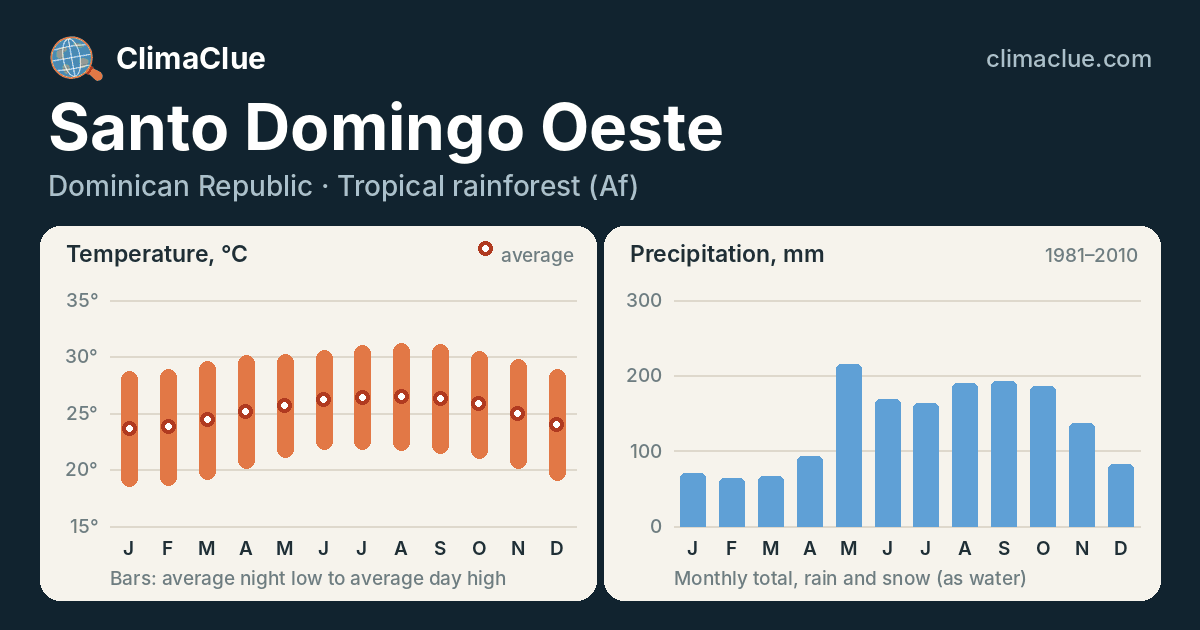 ClimaClue
climaclue.com
Santo Domingo Oeste
Dominican Republic · Tropical rainforest (Af)
Temperature, °C
average
35°
30°
25°
20°
15°
J F M A M J J A S O N D
Bars: average night low to average day high
Precipitation, mm
1981–2010
300
200
100
0
J F M A M J J A S O N D
Monthly total, rain and snow (as water)